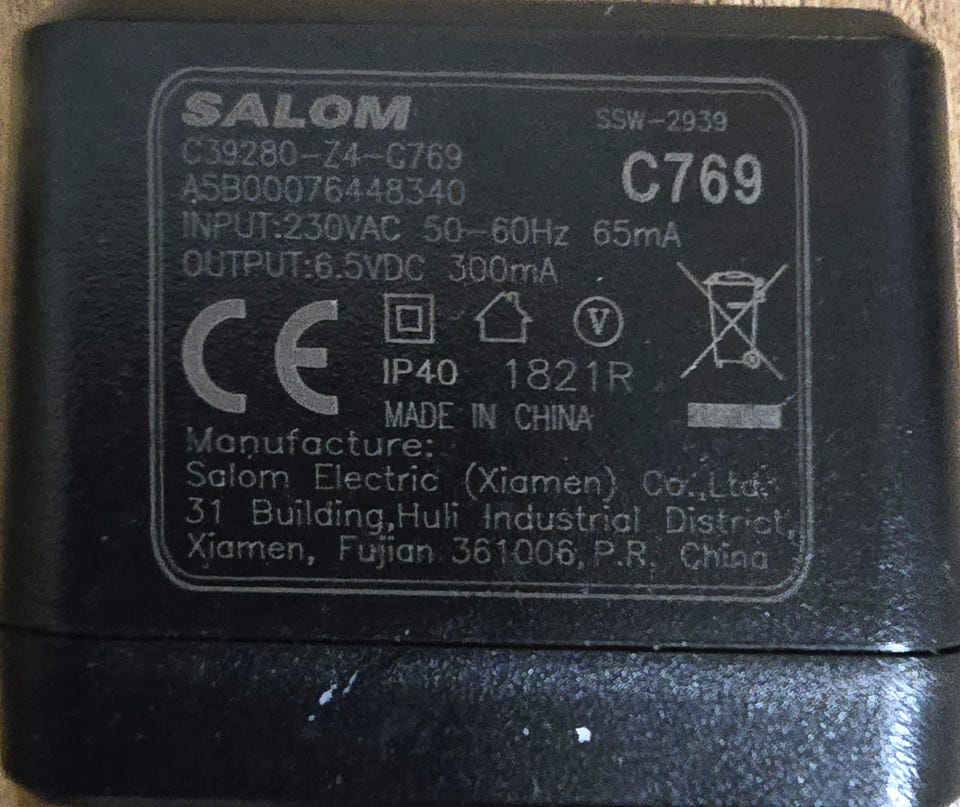 SALOM
SSW-2939
C39280-Z4-C769
C769
A5B00076448340
INPUT:230VAC 50-60Hz 65mA
OUTPUT:6.5VDC 300mA
CE
V
IP40 1821R
MADE IN CHINA
Manufacture:
Salom Electric (Xiamen) Co.,Ltd.
31 Building,Huli Industrial District,
Xiamen, Fujian 361006,P.R. China